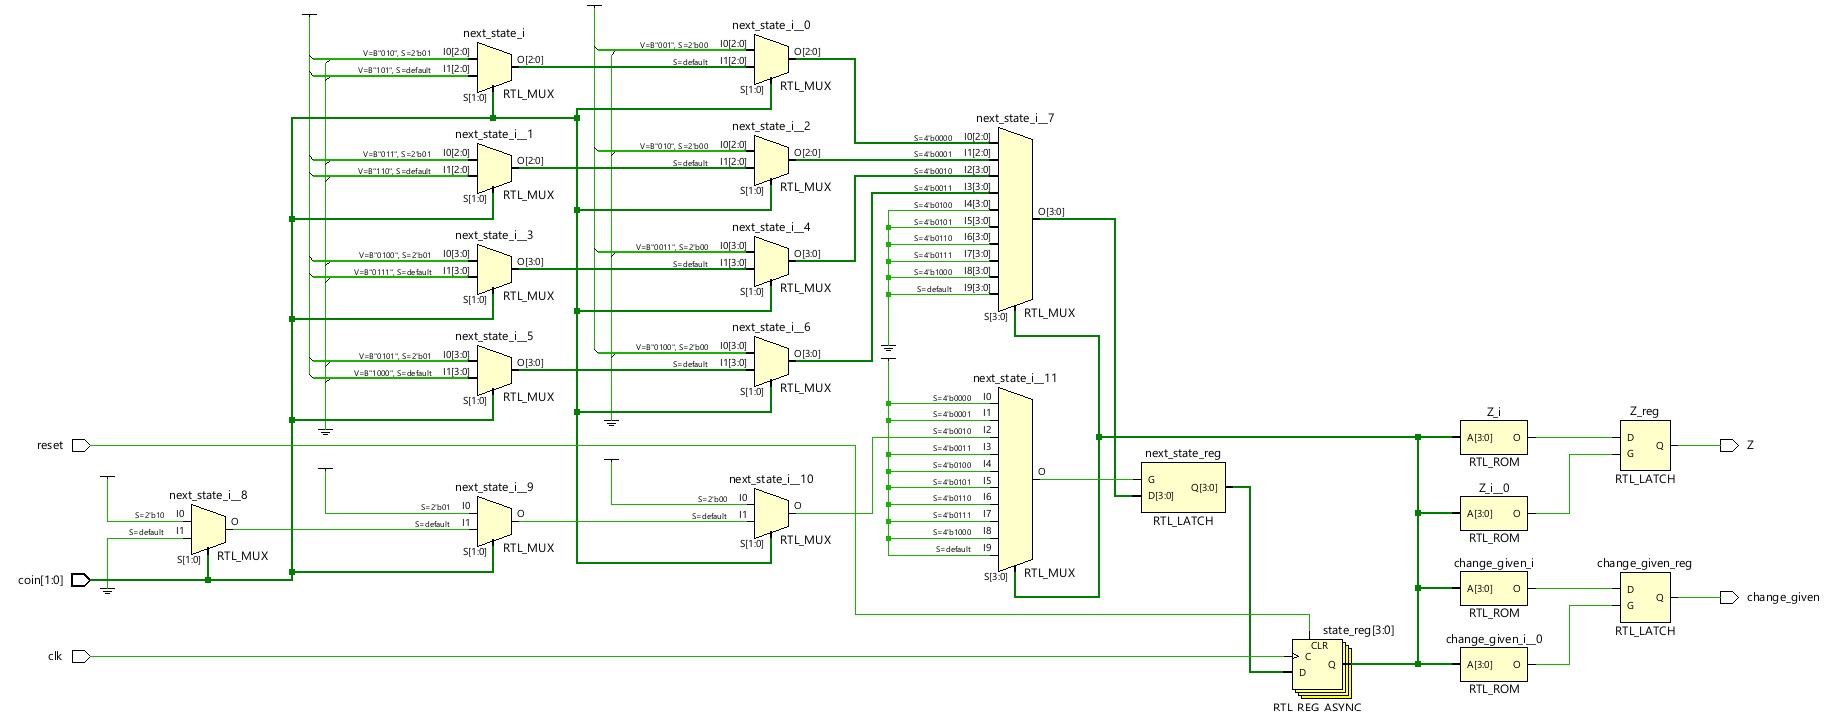 next_state_i
V=B"010", S=2'b01 I0[2:0]
V=B"101", S=default I1[2:0]
O[2:0]
S[1:0]
RTL_MUX
next_state_i__0
V=B"001", S=2'b00 I0[2:0]
S=default I1[2:0]
O[2:0]
S[1:0]
RTL_MUX
next_state_i__1
V=B"011", S=2'b01 I0[2:0]
V=B"110", S=default I1[2:0]
O[2:0]
S[1:0]
RTL_MUX
next_state_i__2
V=B"010", S=2'b00 I0[2:0]
S=default I1[2:0]
O[2:0]
S[1:0]
RTL_MUX
next_state_i__3
V=B"0100", S=2'b01 I0[3:0]
V=B"0111", S=default I1[3:0]
O[3:0]
S[1:0]
RTL_MUX
next_state_i__4
V=B"0011", S=2'b00 I0[3:0]
S=default I1[3:0]
O[3:0]
S[1:0]
RTL_MUX
next_state_i__5
V=B"0101", S=2'b01 I0[3:0]
V=B"1000", S=default I1[3:0]
O[3:0]
S[1:0]
RTL_MUX
next_state_i__6
V=B"0100", S=2'b00 I0[3:0]
S=default I1[3:0]
O[3:0]
S[1:0]
RTL_MUX
next_state_i__7
S=4'b0000 I0[2:0]
S=4'b0001 I1[2:0]
S=4'b0010 I2[3:0]
S=4'b0011 I3[3:0]
S=4'b0100 I4[3:0]
S=4'b0101 I5[3:0]
S=4'b0110 I6[3:0]
S=4'b0111 I7[3:0]
S=4'b1000 I8[3:0]
S=default I9[3:0]
O[3:0]
S[3:0]
RTL_MUX
reset
next_state_i__8
S=2'b10 I0
S=default I1
O
S[1:0]
RTL_MUX
coin[1:0]
next_state_i__9
S=2'b01 I0
S=default I1
O
S[1:0]
RTL_MUX
next_state_i__10
S=2'b00 I0
S=default I1
O
S[1:0]
RTL_MUX
next_state_i__11
S=4'b0000 I0
S=4'b0001 I1
S=4'b0010 I2
S=4'b0011 I3
S=4'b0100 I4
S=4'b0101 I5
S=4'b0110 I6
S=4'b0111 I7
S=4'b1000 I8
S=default I9
O
S[3:0]
RTL_MUX
next_state_reg
G
D[3:0]
Q[3:0]
RTL_LATCH
clk
state_reg[3:0]
CLR
C
D
Q
RTL_REG_ASYNC
Z_i
A[3:0] O
RTL_ROM
Z_i__0
A[3:0] O
RTL_ROM
Z_reg
D
G
Q
RTL_LATCH
Z
change_given_i
A[3:0] O
RTL_ROM
change_given_i__0
A[3:0] O
RTL_ROM
change_given_reg
D
G
Q
RTL_LATCH
change_given